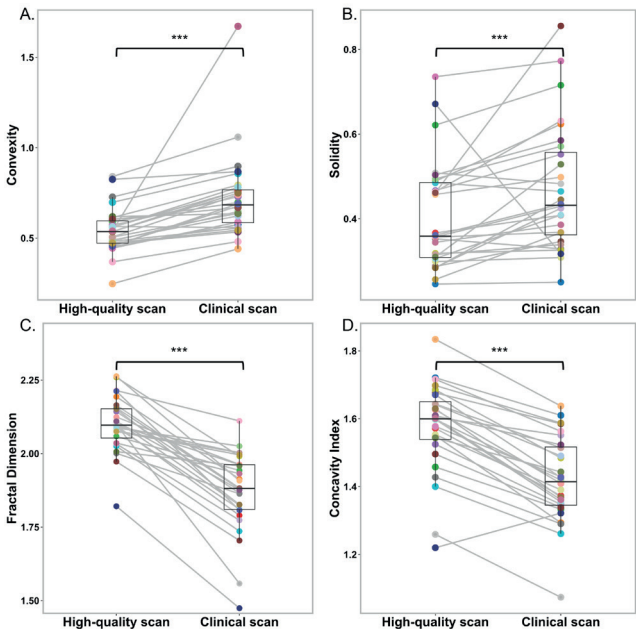 A.
***
1.5
1.0
0.5
Convexity
High-quality scan Clinical scan
B.
***
0.8
0.6
0.4
Solidity
High-quality scan Clinical scan
C.
***
2.25
2.00
1.75
1.50
Fractal Dimension
High-quality scan Clinical scan
D.
***
1.8
1.6
1.4
1.2
Concavity Index
High-quality scan Clinical scan